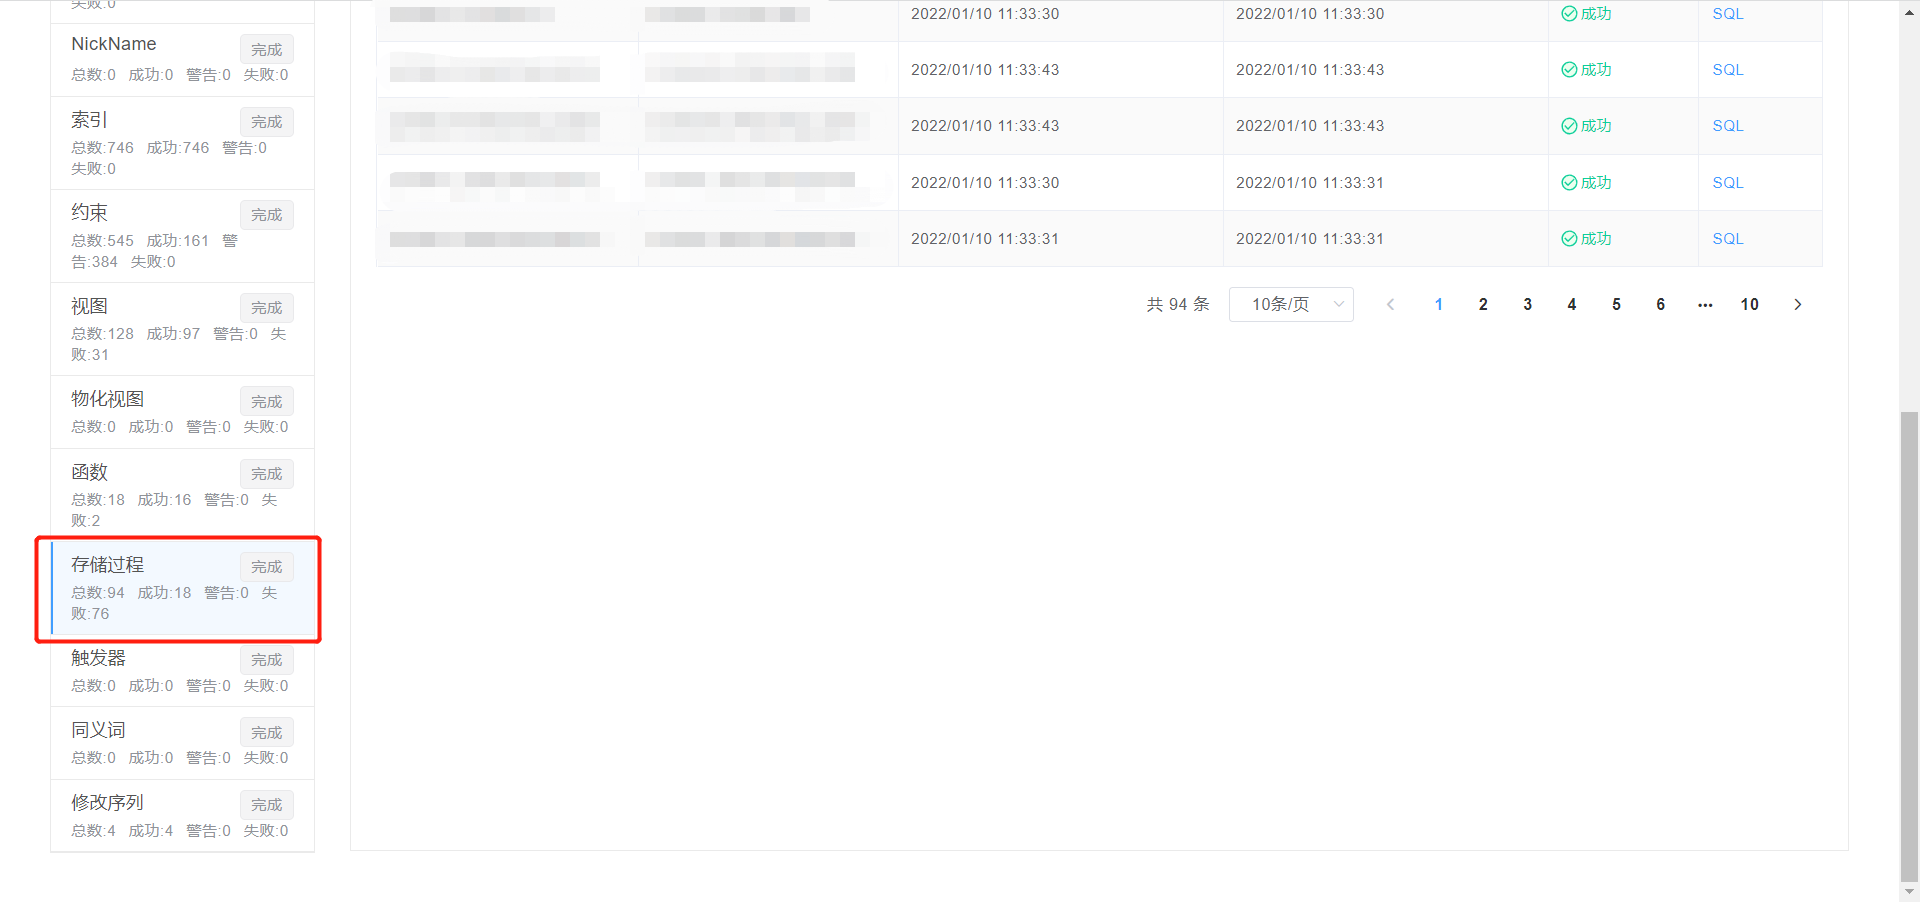 失败:0
NickName
完成
总数:0 成功:0 警告:0 失败:0
索引
完成
总数:746 成功:746 警告:0
失败:0
约束
完成
总数:545 成功:161 警
告:384 失败:0
视图
完成
总数:128 成功:97 警告:0 失
败:31
物化视图
完成
总数:0 成功:0 警告:0 失败:0
函数
完成
总数:18 成功:16 警告:0 失
败:2
存储过程
完成
总数:94 成功:18 警告:0 失
败:76
触发器
完成
总数:0 成功:0 警告:0 失败:0
同义词
完成
总数:0 成功:0 警告:0 失败:0
修改序列
完成
总数:4 成功:4 警告:0 失败:0
2022/01/10 11:33:30 2022/01/10 11:33:30 成功 SQL
2022/01/10 11:33:43 2022/01/10 11:33:43 成功 SQL
2022/01/10 11:33:43 2022/01/10 11:33:43 成功 SQL
2022/01/10 11:33:30 2022/01/10 11:33:31 成功 SQL
2022/01/10 11:33:31 2022/01/10 11:33:31 成功 SQL
共 94 条 10条/页 1 2 3 4 5 6 ••• 10